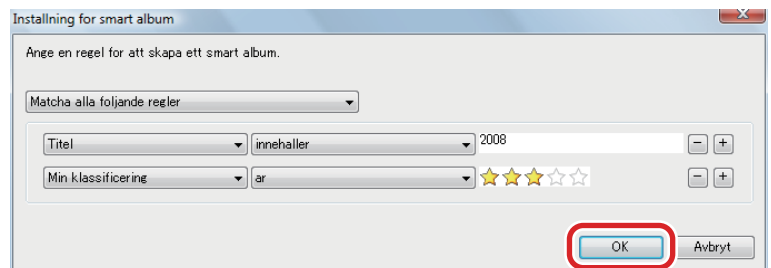 Installning for smart album
Ange en regel for att skapa ett smart album.
Matcha alla foljande regler
Titel innehaller 2008
Min klassificering ar
OK Avbryt